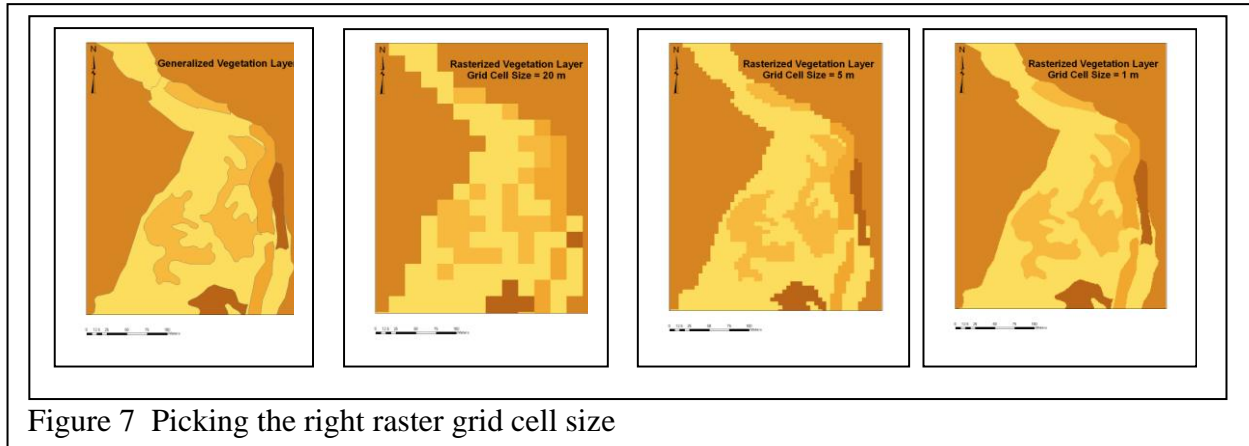 N
Generalized Vegetation Layer
N
Rasterized Vegetation Layer
Grid Cell Size = 20 m
N
Rasterized Vegetation Layer
Grid Cell Size = 5 m
N
Rasterized Vegetation Layer
Grid Cell Size = 1 m
Figure 7 Picking the right raster grid cell size